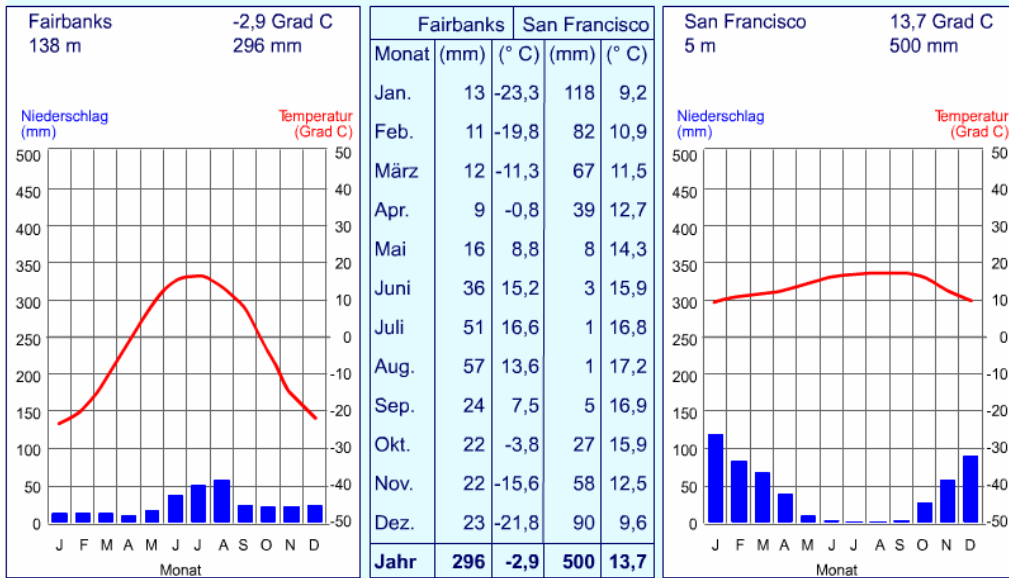 Fairbanks -2,9 Grad C
138 m 296 mm
Niederschlag (mm) Temperatur (Grad C)
500 50
450 40
400 30
350 20
300 10
250 0
200 -10
150 -20
100 -30
50 -40
0 -50
J F M A M J J A S O N D
Monat
Fairbanks San Francisco
Monat (mm) (° C) (mm) (° C)
Jan. 13 -23,3 118 9,2
Feb. 11 -19,8 82 10,9
März 12 -11,3 67 11,5
Apr. 9 -0,8 39 12,7
Mai 16 8,8 8 14,3
Juni 36 15,2 3 15,9
Juli 51 16,6 1 16,8
Aug. 57 13,6 1 17,2
Sep. 24 7,5 5 16,9
Okt. 22 -3,8 27 15,9
Nov. 22 -15,6 58 12,5
Dez. 23 -21,8 90 9,6
Jahr 296 -2,9 500 13,7
San Francisco 13,7 Grad C
5 m 500 mm
Niederschlag (mm) Temperatur (Grad C)
500 50
450 40
400 30
350 20
300 10
250 0
200 -10
150 -20
100 -30
50 -40
0 -50
J F M A M J J A S O N D
Monat